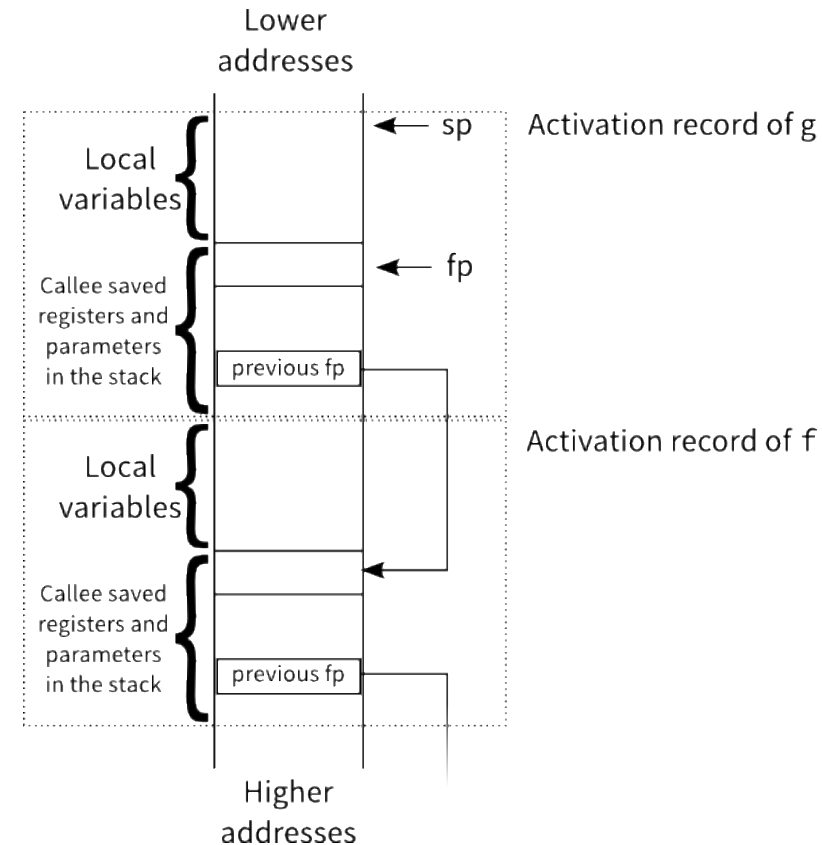 Lower
addresses
sp
Activation record of g
Local
variables
fp
Callee saved
registers and
parameters
in the stack
previous fp
Activation record of f
Local
variables
Callee saved
registers and
parameters
in the stack
previous fp
Higher
addresses